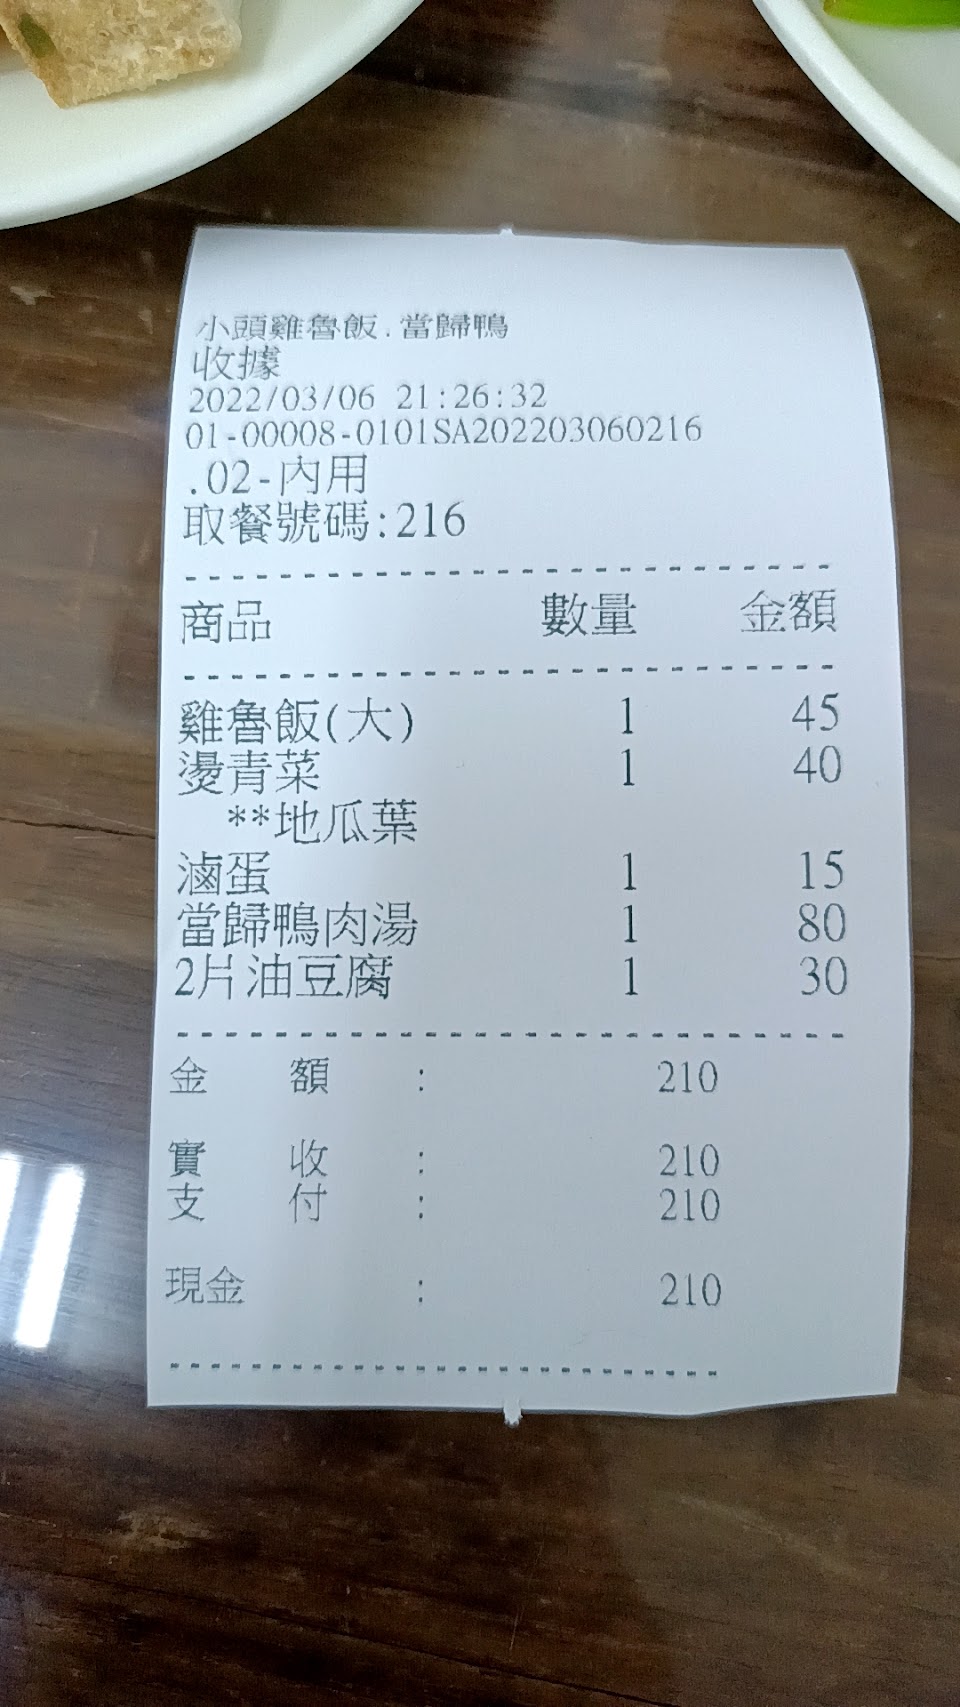 小頭雞魯飯.當歸鴨
收據
2022/03/06 21:26:32
01-00008-0101SA202203060216
.02-內用
取餐號碼:216
商品 數量 金額
雞魯飯(大) 1 45
燙青菜 1 40
**地瓜葉
滷蛋 1 15
當歸鴨肉湯 1 80
2片油豆腐 1 30
金 額 : 210
實 收 : 210
支 付 : 210
現金 : 210